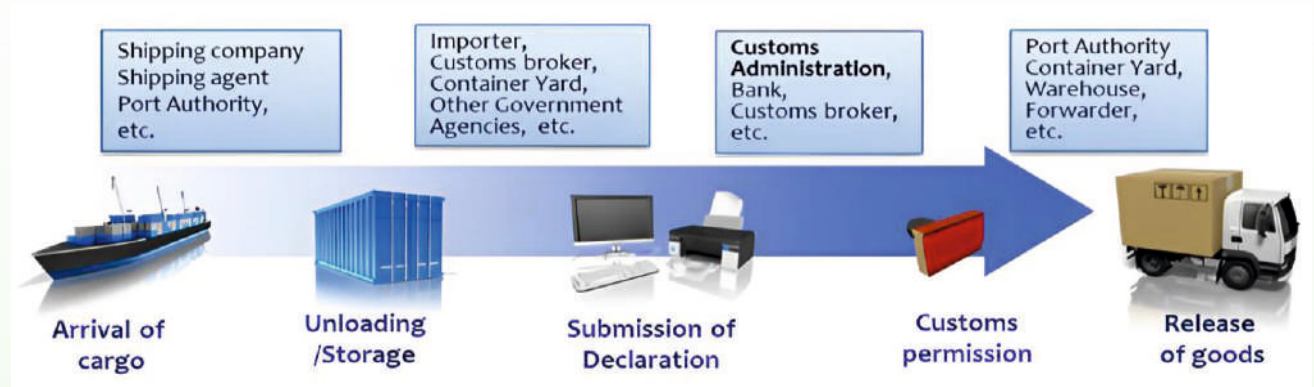 Shipping company
Shipping agent
Port Authority,
etc.
Importer,
Customs broker,
Container Yard,
Other Government
Agencies, etc.
Customs
Administration,
Bank,
Customs broker,
etc.
Port Authority
Container Yard,
Warehouse,
Forwarder,
etc.
Arrival of
cargo
Unloading
/Storage
Submission of
Declaration
Customs
permission
Release
of goods